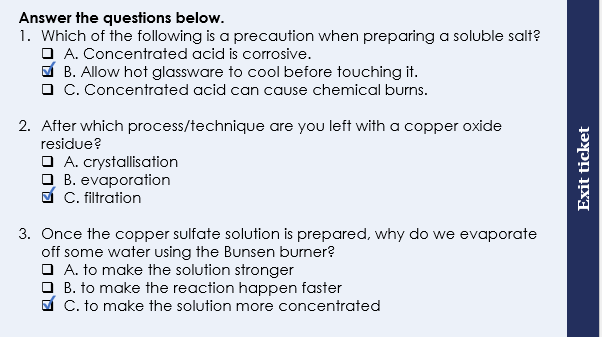 Answer the questions below.
1. Which of the following is a precaution when preparing a soluble salt?
A. Concentrated acid is corrosive.
B. Allow hot glassware to cool before touching it.
C. Concentrated acid can cause chemical burns.
2. After which process/technique are you left with a copper oxide
residue?
A. crystallisation
B. evaporation
C. filtration
3. Once the copper sulfate solution is prepared, why do we evaporate
off some water using the Bunsen burner?
A. to make the solution stronger
B. to make the reaction happen faster
C. to make the solution more concentrated
Exit ticket